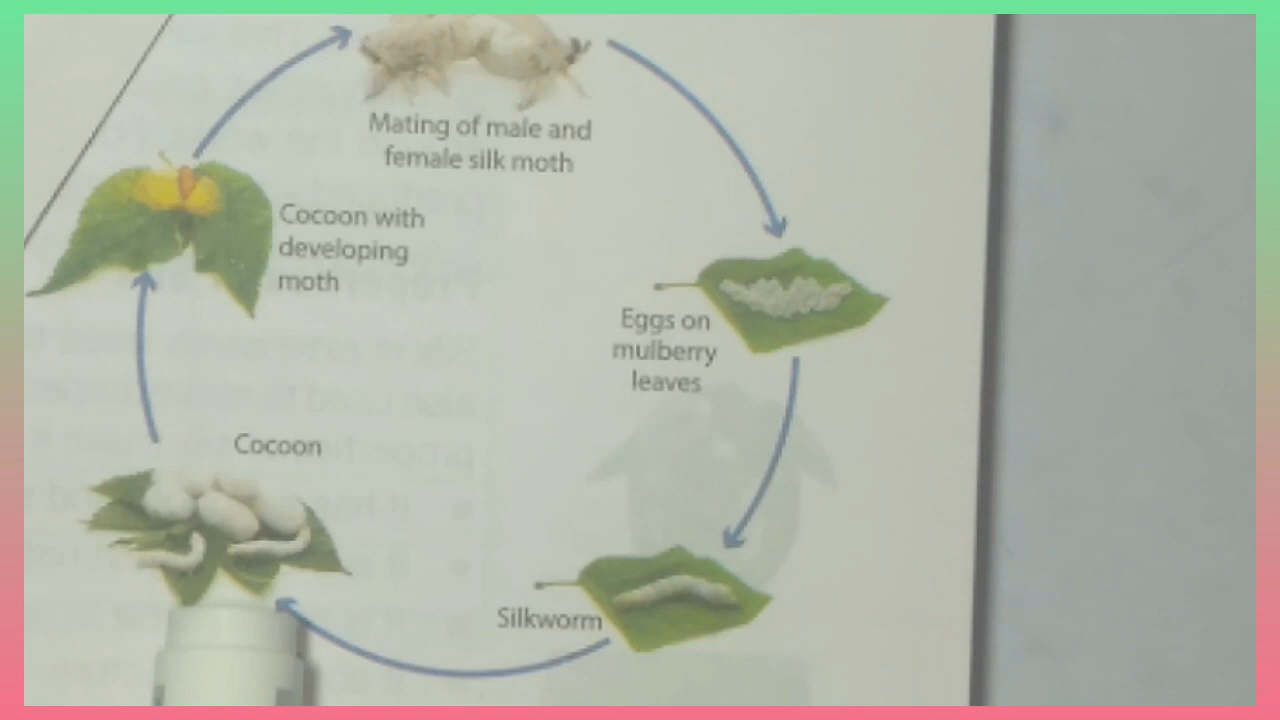 Mating of male and
female silk moth
Cocoon with
developing
moth
Eggs on
mulberry
leaves
Cocoon
Silkworm